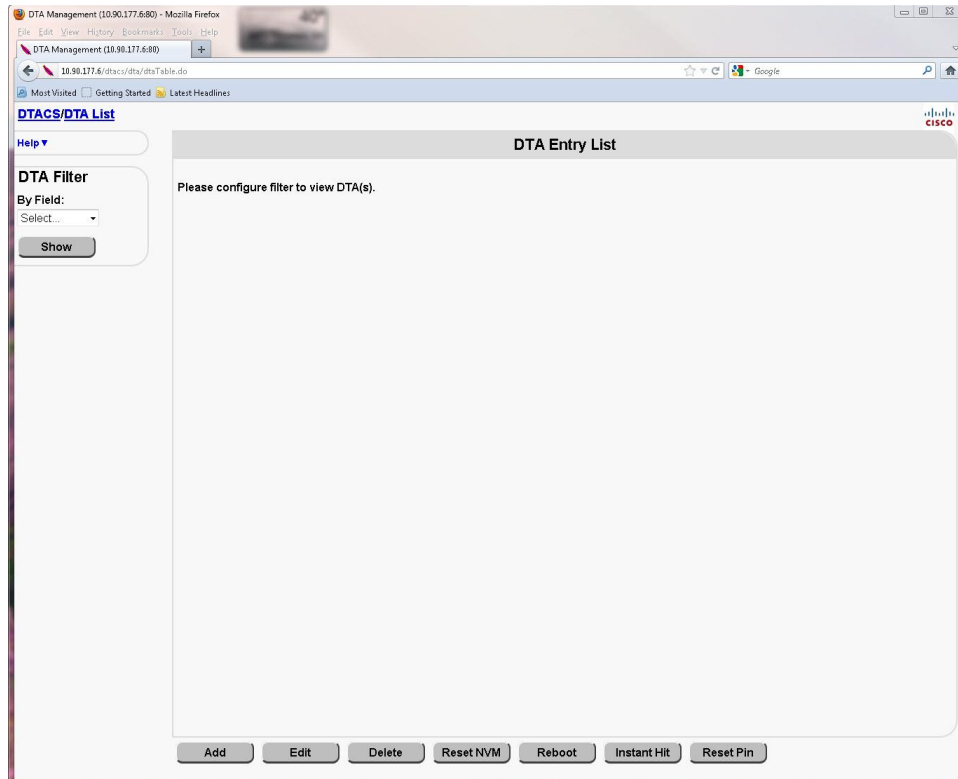 DTA Management (10.90.177.6:80) - Mozilla Firefox
40°
File Edit View History Bookmarks Tools Help
DTA Management (10.90.177.6:80) +
10.90.177.6/dtacs/dta/dtaTable.do
Google
Most Visited Getting Started Latest Headlines
DTACS/DTA List
CISCO
Help
DTA Entry List
DTA Filter
By Field:
Select...
Show
Please configure filter to view DTA(s).
Add Edit Delete Reset NVM Reboot Instant Hit Reset Pin